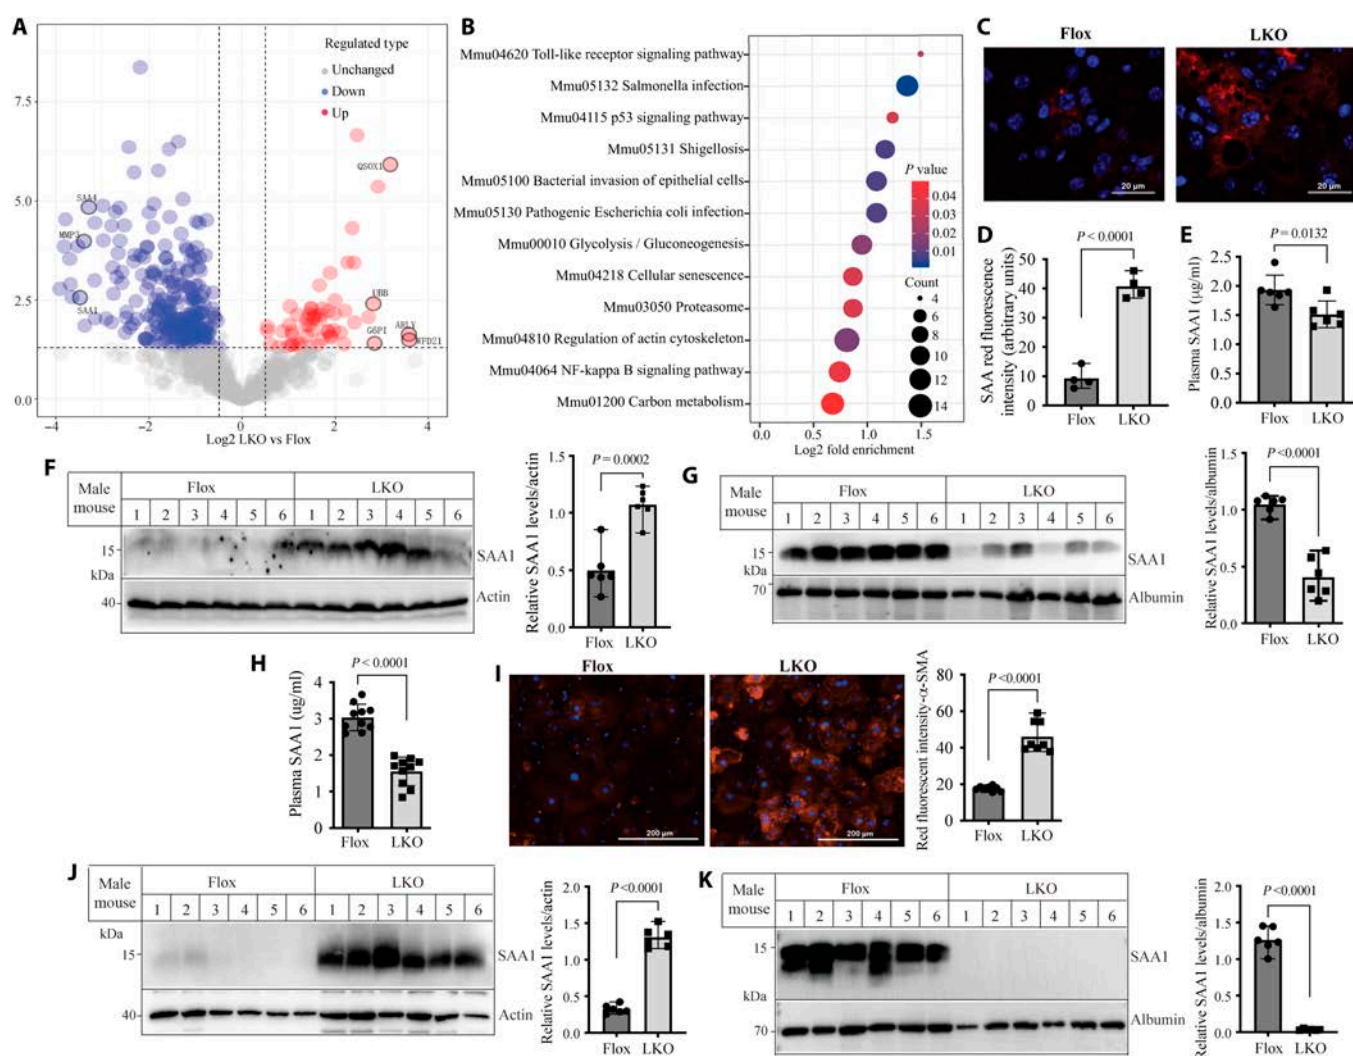 A
Regulated type
Unchanged
Down
Up
7.5
5.0
2.5
0.0
QSOX1
SAA4
MMP3
SAA1
UBB
G6PI
ARLY
WFD21
−4
−2
0
2
4
Log2 LKO vs Flox
B
Mmu04620 Toll-like receptor signaling pathway
Mmu05132 Salmonella infection
Mmu04115 p53 signaling pathway
Mmu05131 Shigellosis
Mmu05100 Bacterial invasion of epithelial cells
Mmu05130 Pathogenic Escherichia coli infection
Mmu00010 Glycolysis / Gluconeogenesis
Mmu04218 Cellular senescence
Mmu03050 Proteasome
Mmu04810 Regulation of actin cytoskeleton
Mmu04064 NF-kappa B signaling pathway
Mmu01200 Carbon metabolism
P value
0.04
0.03
0.02
0.01
Count
4
6
8
10
12
14
0.0 0.5 1.0 1.5
Log2 fold enrichment
C
Flox LKO
20 µm 20 µm
D
P < 0.0001
SAA red fluorescence
intensity (arbitrary units)
50
40
30
20
10
0
Flox LKO
E
P = 0.0132
Plasma SAA1 (µg/ml)
2.5
2.0
1.5
1.0
0.5
0
Flox LKO
F
Male mouse
Flox LKO
1 2 3 4 5 6 1 2 3 4 5 6
15
kDa
40
SAA1
Actin
P = 0.0002
Relative SAA1 levels/actin
1.5
1.0
0.5
0.0
Flox LKO
G
Male mouse
Flox LKO
1 2 3 4 5 6 1 2 3 4 5 6
15
kDa
70
SAA1
Albumin
P <0.0001
Relative SAA1 levels/albumin
1.5
1.0
0.5
0.0
Flox LKO
H
P < 0.0001
Plasma SAA1 (ug/ml)
4
3
2
1
0
Flox LKO
I
Flox LKO
200 µm 200 µm
P <0.0001
Red fluorescent intensity-α-SMA
80
60
40
20
0
Flox LKO
J
Male mouse
Flox LKO
1 2 3 4 5 6 1 2 3 4 5 6
kDa
15
40
SAA1
Actin
P <0.0001
Relative SAA1 levels/actin
2.0
1.5
1.0
0.5
0.0
Flox LKO
K
Male mouse
Flox LKO
1 2 3 4 5 6 1 2 3 4 5 6
15
kDa
70
SAA1
Albumin
P <0.0001
Relative SAA1 levels/albumin
2.0
1.5
1.0
0.5
0.0
Flox LKO